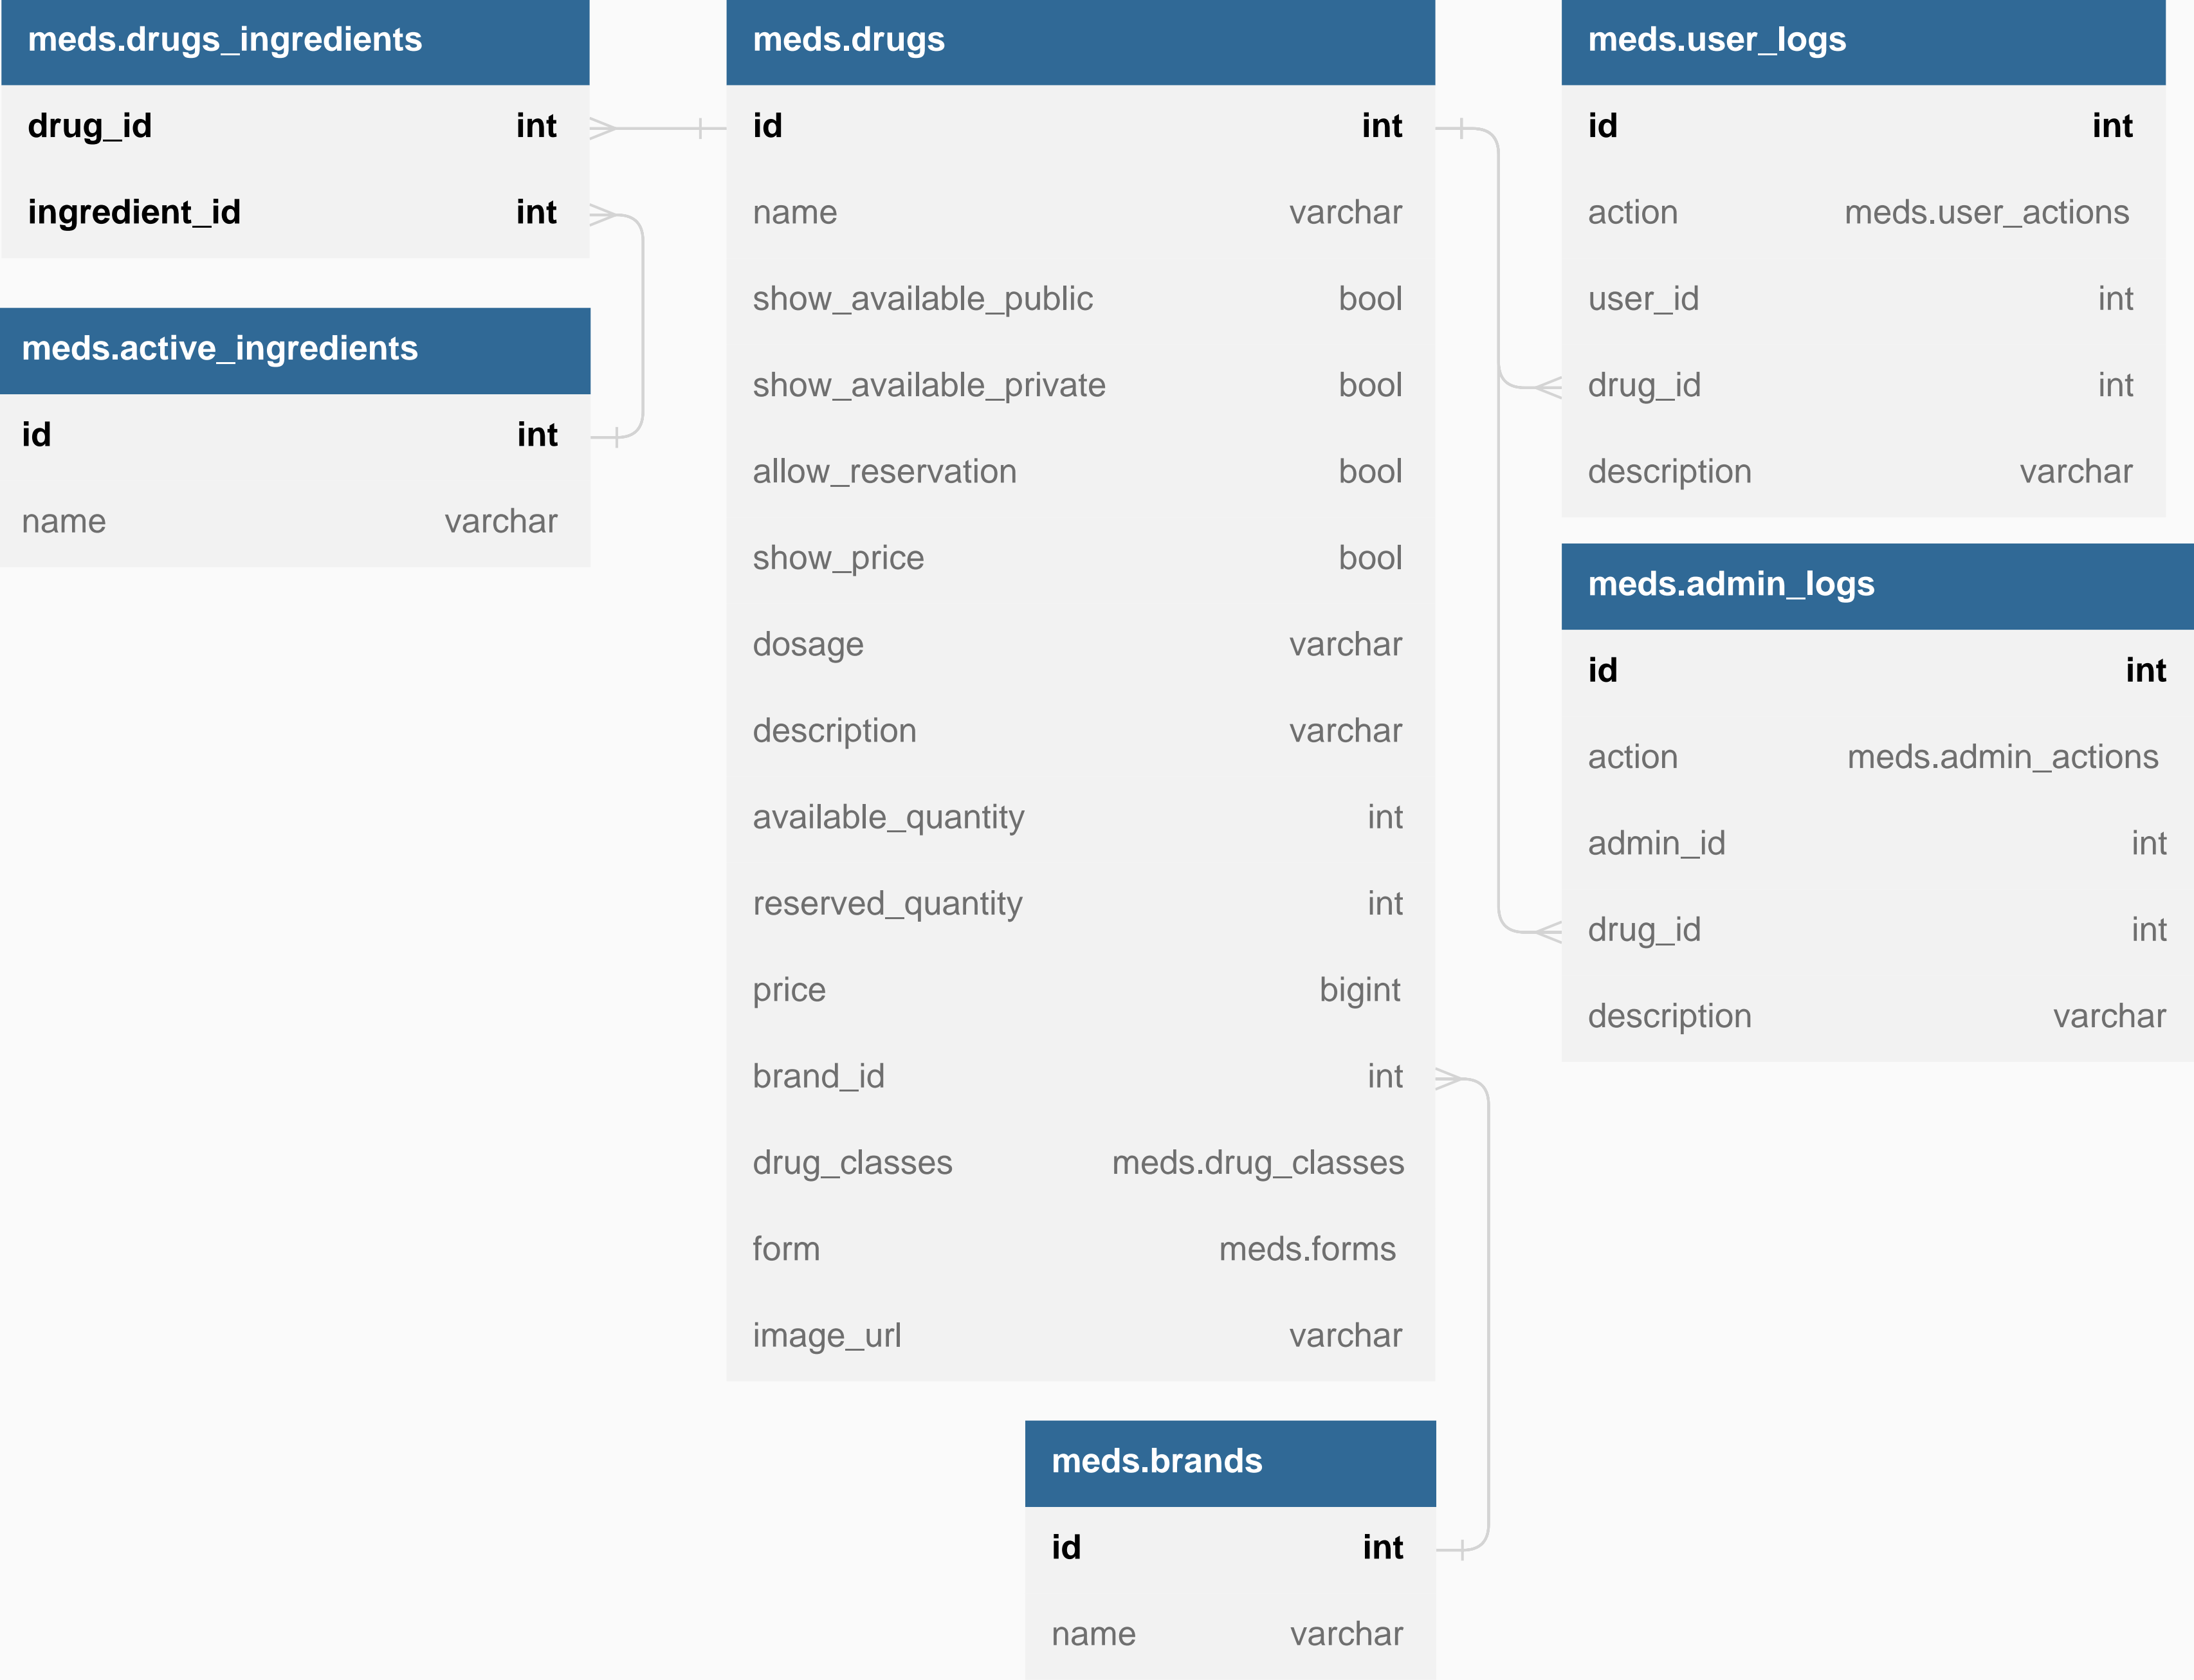 meds.drugs_ingredients
drug_id int
ingredient_id int
meds.active_ingredients
id int
name varchar
meds.drugs
id int
name varchar
show_available_public bool
show_available_private bool
allow_reservation bool
show_price bool
dosage varchar
description varchar
available_quantity int
reserved_quantity int
price bigint
brand_id int
drug_classes meds.drug_classes
form meds.forms
image_url varchar
meds.brands
id int
name varchar
meds.user_logs
id int
action meds.user_actions
user_id int
drug_id int
description varchar
meds.admin_logs
id int
action meds.admin_actions
admin_id int
drug_id int
description varchar